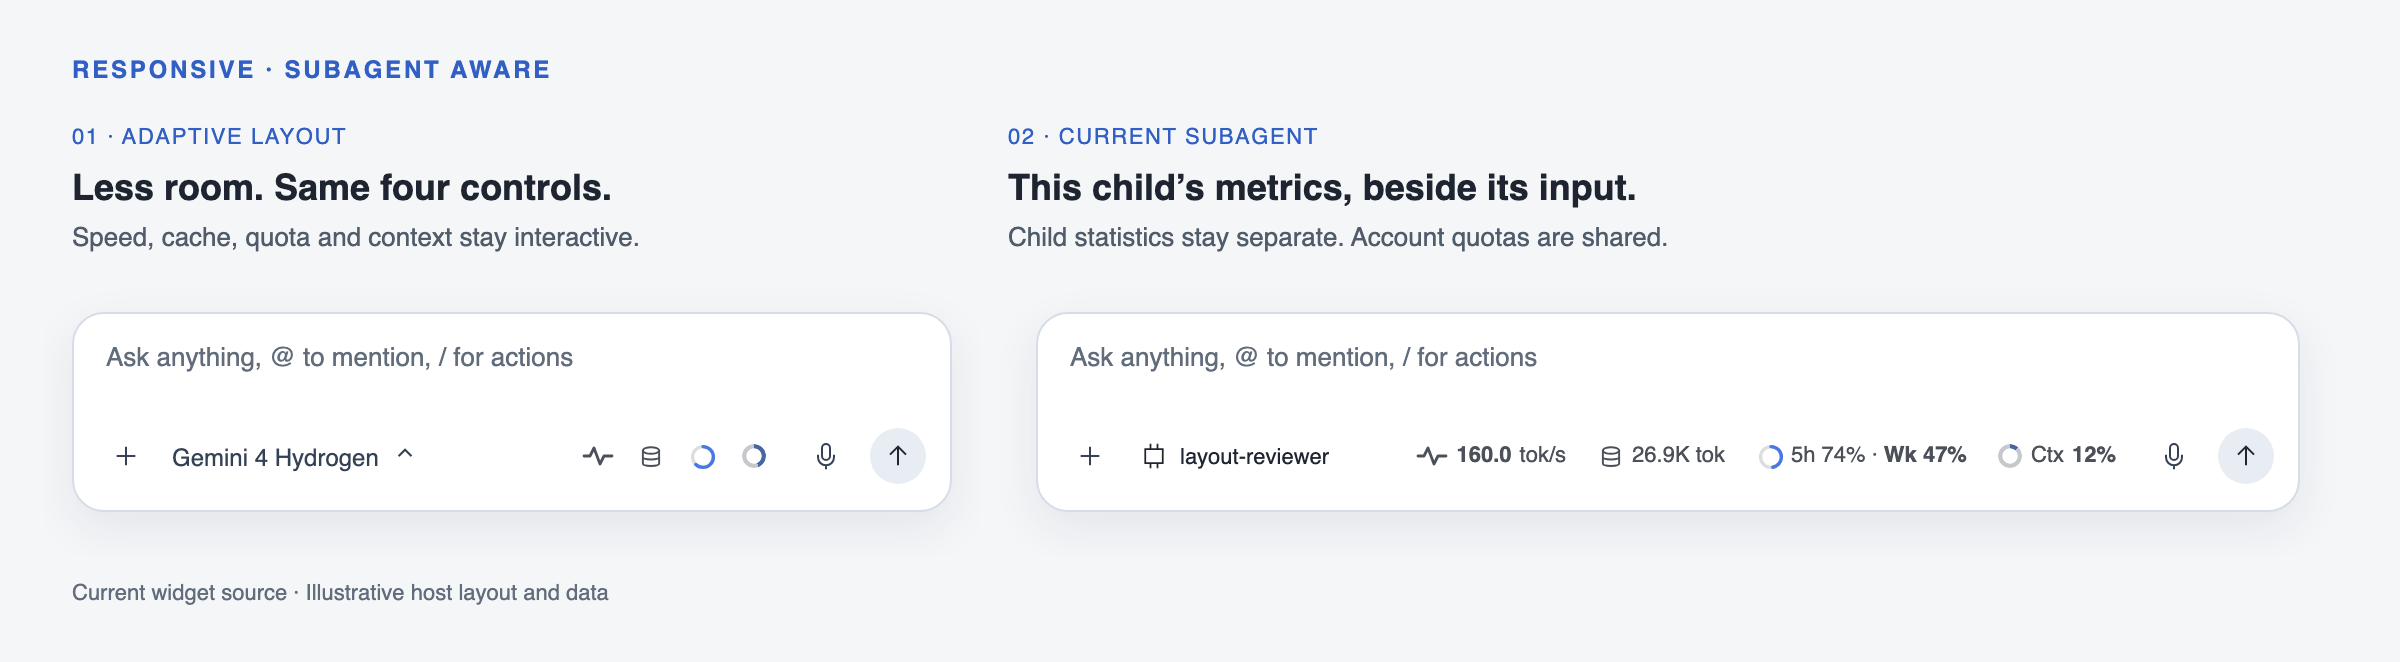 RESPONSIVE · SUBAGENT AWARE
01 · ADAPTIVE LAYOUT
Less room. Same four controls.
Speed, cache, quota and context stay interactive.
Ask anything, @ to mention, / for actions
Gemini 4 Hydrogen
02 · CURRENT SUBAGENT
This child’s metrics, beside its input.
Child statistics stay separate. Account quotas are shared.
Ask anything, @ to mention, / for actions
layout-reviewer 160.0 tok/s 26.9K tok 5h 74% · Wk 47% Ctx 12%
Current widget source · Illustrative host layout and data